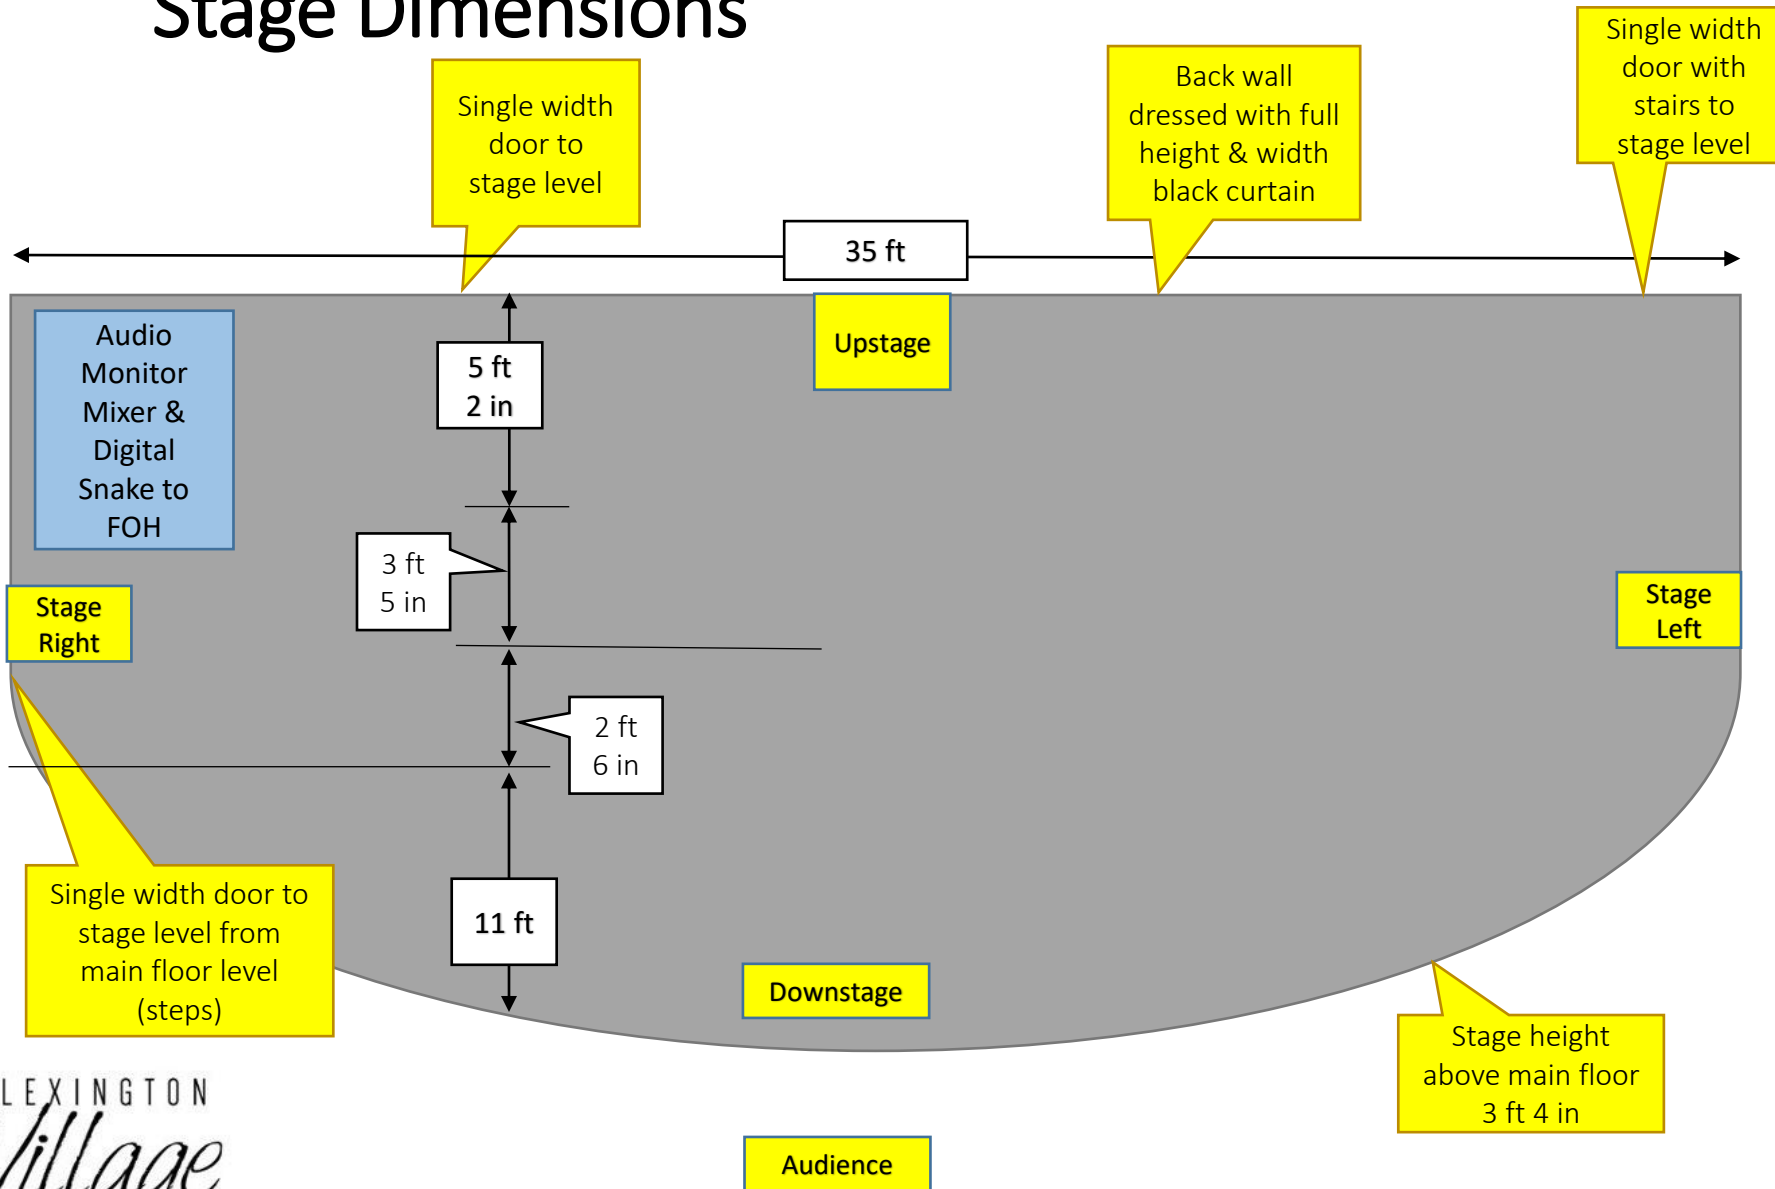 Stage Dimensions
Single width
door to
stage level
Back wall
dressed with full
height & width
black curtain
Single width
door with
stairs to
stage level
35 ft
Audio
Monitor
Mixer &
Digital
Snake to
FOH
5 ft
2 in
Upstage
3 ft
5 in
Stage
Right
Stage
Left
2 ft
6 in
Single width door to
stage level from
main floor level
(steps)
11 ft
Downstage
Stage height
above main floor
3 ft 4 in
LEXINGTON
Village
Audience